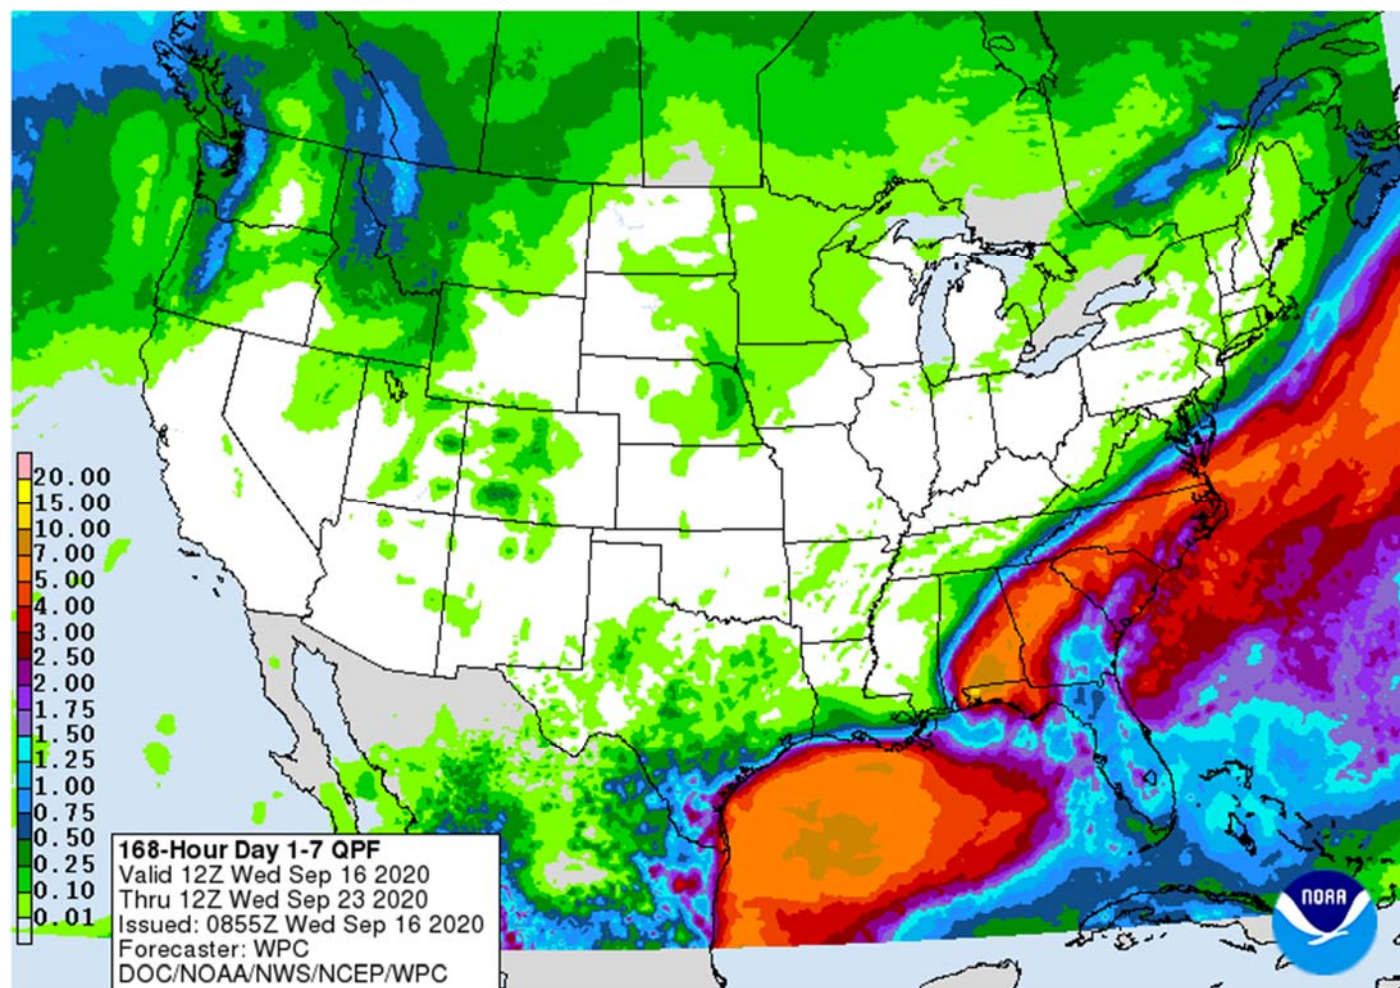 20.00
15.00
10.00
7.00
5.00
4.00
3.00
2.50
2.00
1.75
1.50
1.25
1.00
0.75
0.50
0.25
0.10
0.01
168-Hour Day 1-7 QPF
Valid 12Z Wed Sep 16 2020
Thru 12Z Wed Sep 23 2020
Issued: 0855Z Wed Sep 16 2020
Forecaster: WPC
DOC/NOAA/NWS/NCEP/WPC
NOAA